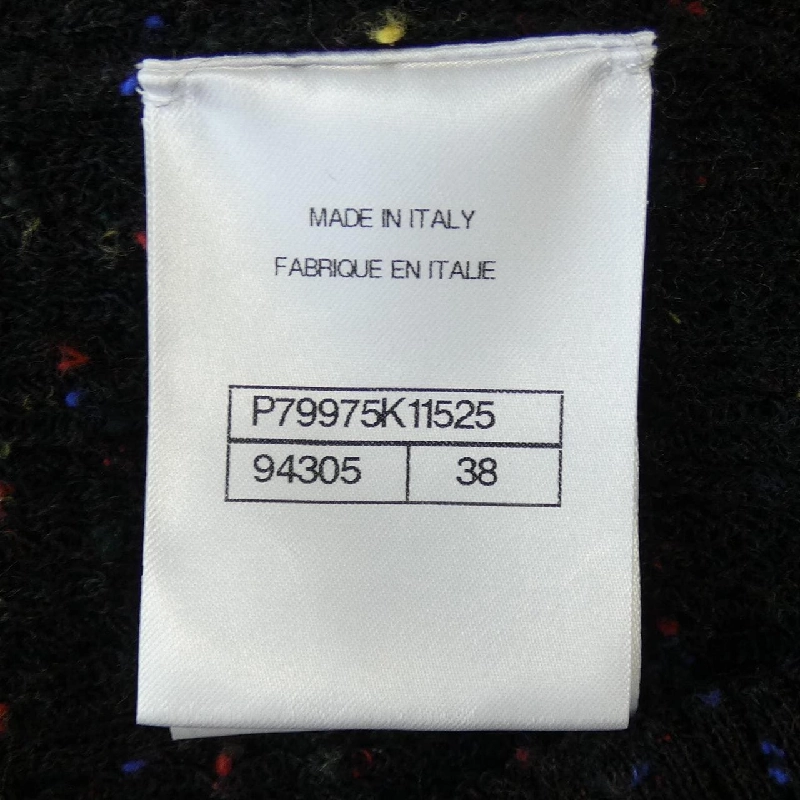 MADE IN ITALY
FABRIQUE EN ITALIE
P79975K11525
94305 38